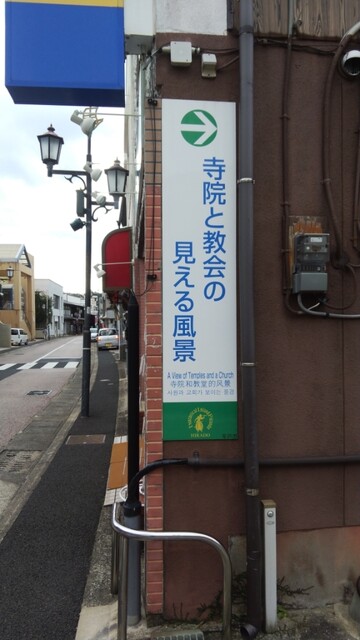 寺院と教会の
見える風景
A View of Temples and a Church
寺院和教堂的风景
사원과 교회가 보이는 풍경